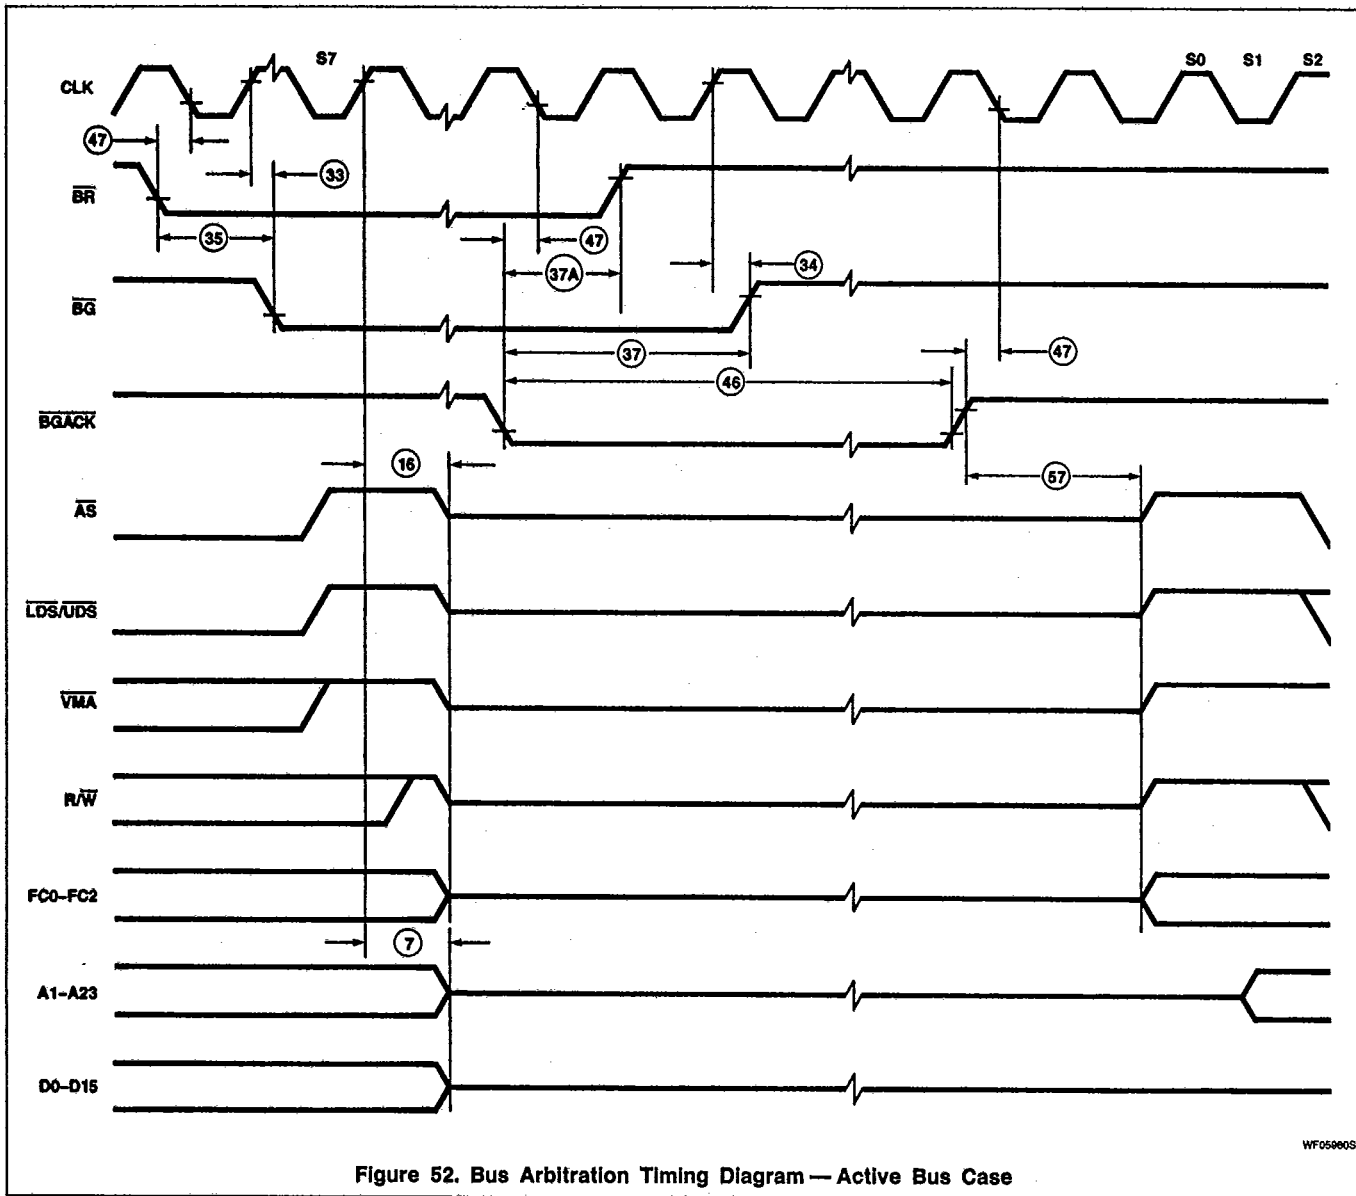 S7 S0 S1 S2
CLK
47
33
BR
35
47
37A
34
BG
37
47
46
BGACK
16
57
AS
LDS/UDS
VMA
R/W
FC0–FC2
7
A1–A23
D0–D15
WF05980S
Figure 52. Bus Arbitration Timing Diagram — Active Bus Case